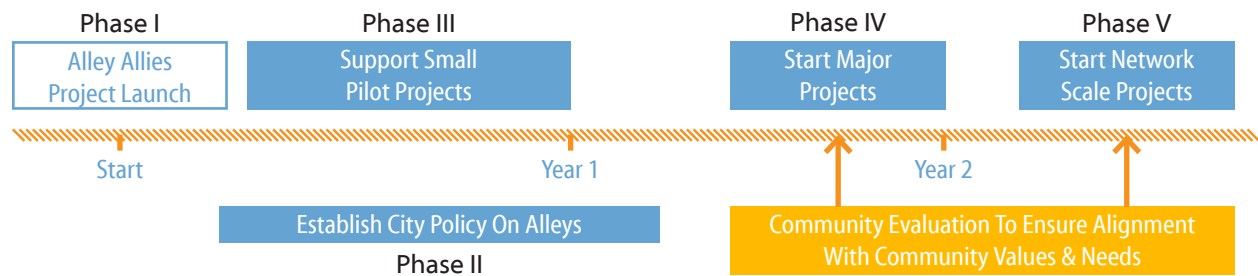 Phase I
Alley Allies
Project Launch
Phase III
Support Small
Pilot Projects
Phase IV
Start Major
Projects
Phase V
Start Network
Scale Projects
Start
Year 1
Year 2
Establish City Policy On Alleys
Phase II
Community Evaluation To Ensure Alignment
With Community Values & Needs